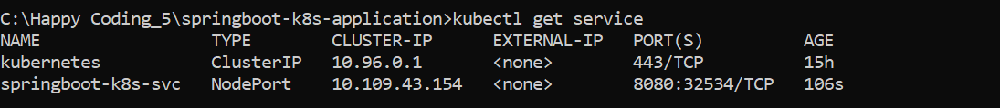 C:\Happy Coding_5\springboot-k8s-application>kubectl get service
NAME TYPE CLUSTER-IP EXTERNAL-IP PORT(S) AGE
kubernetes ClusterIP 10.96.0.1 <none> 443/TCP 15h
springboot-k8s-svc NodePort 10.109.43.154 <none> 8080:32534/TCP 106s